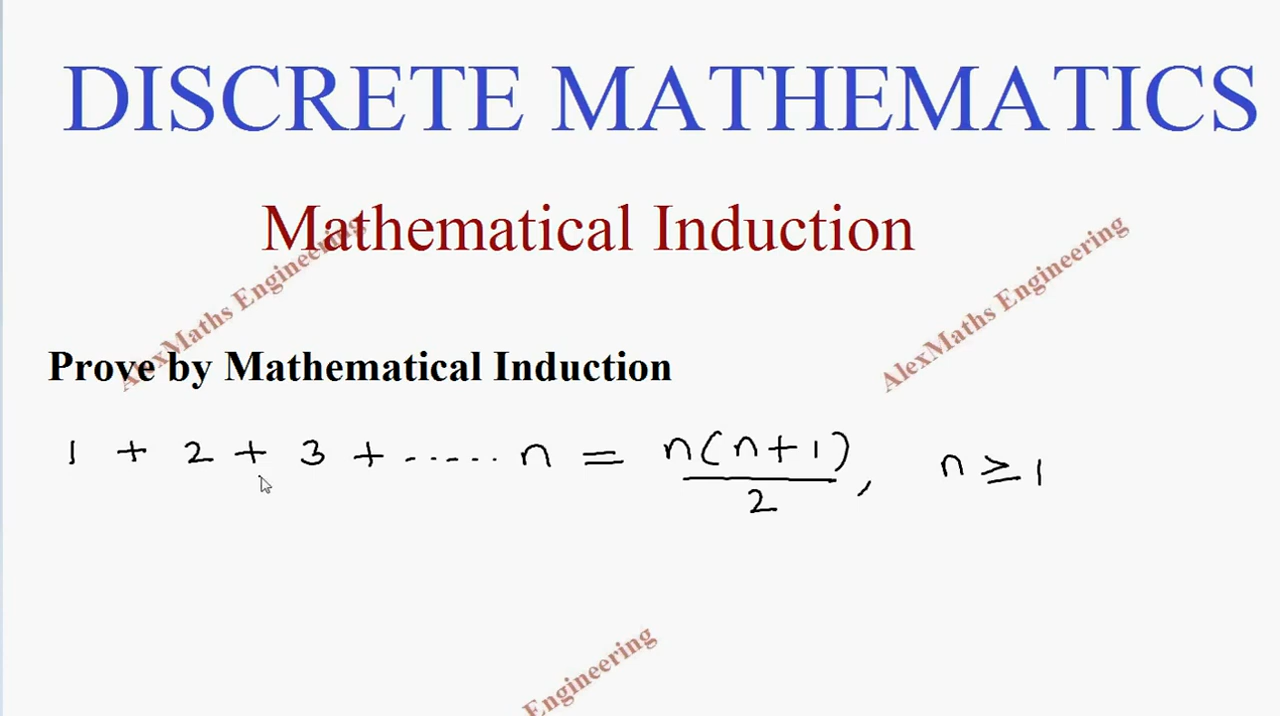 DISCRETE MATHEMATICS
Mathematical Induction
AlexMaths Engineering
AlexMaths Engineering
Prove by Mathematical Induction
1 + 2 + 3 + ..... n = n(n+1)/2, n ≥ 1
Engineering